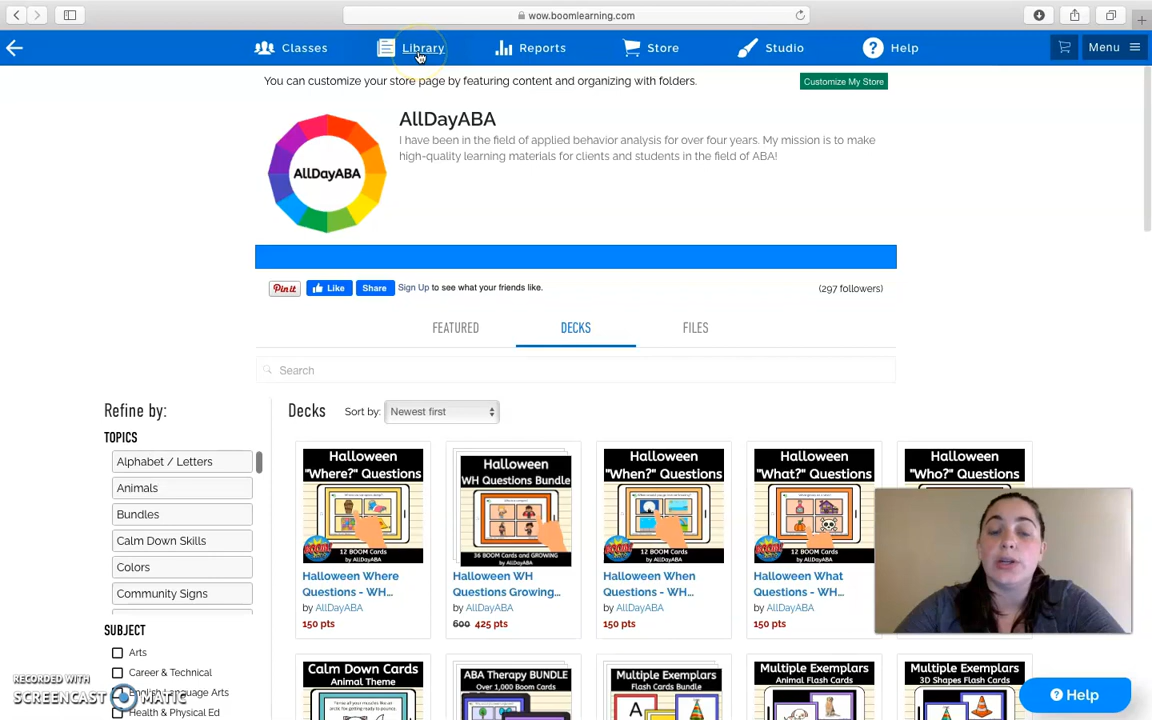 wow.boomlearning.com
Classes
Library
Reports
Store
Studio
Help
Menu
You can customize your store page by featuring content and organizing with folders.
Customize My Store
AllDayABA
I have been in the field of applied behavior analysis for over four years. My mission is to make
high-quality learning materials for clients and students in the field of ABA!
AllDayABA
Pin it
Like
Share
Sign Up to see what your friends like.
(297 followers)
FEATURED
DECKS
FILES
Search
Refine by:
TOPICS
Alphabet / Letters
Animals
Bundles
Calm Down Skills
Colors
Community Signs
SUBJECT
Arts
Career & Technical
English Language Arts
Health & Physical Ed
Decks
Sort by:
Newest first
Halloween
"Where?" Questions
12 BOOM Cards
by AllDayABA
Halloween Where
Questions - WH...
by AllDayABA
150 pts
Halloween
WH Questions Bundle
36 BOOM Cards and GROWING
by AllDayABA
Halloween WH
Questions Growing...
by AllDayABA
600 425 pts
Halloween
"When?" Questions
12 BOOM Cards
by AllDayABA
Halloween When
Questions - WH...
by AllDayABA
150 pts
Halloween
"What?" Questions
12 BOOM Cards
by AllDayABA
Halloween What
Questions - WH...
by AllDayABA
150 pts
Halloween
"Who?" Questions
Calm Down Cards
Animal Theme
ABA Therapy BUNDLE
Over 1,000 Boom Cards
Multiple Exemplars
Flash Cards Bundle
A
Multiple Exemplars
Animal Flash Cards
Multiple Exemplars
3D Shapes Flash Cards
Help
RECORDED WITH
SCREENCAST MATIC